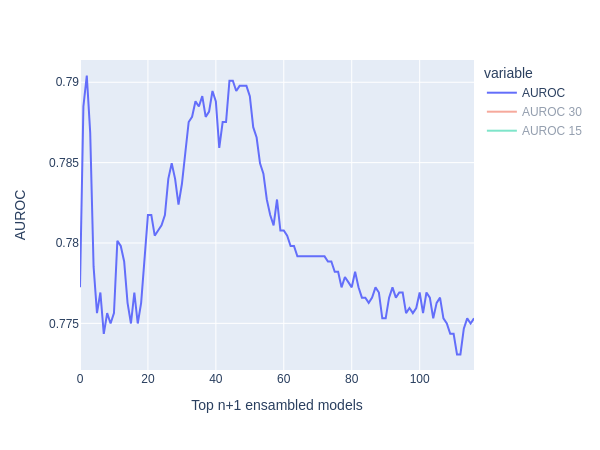 variable
AUROC
AUROC 30
AUROC 15
AUROC
0.79
0.785
0.78
0.775
0
20
40
60
80
100
Top n+1 ensambled models